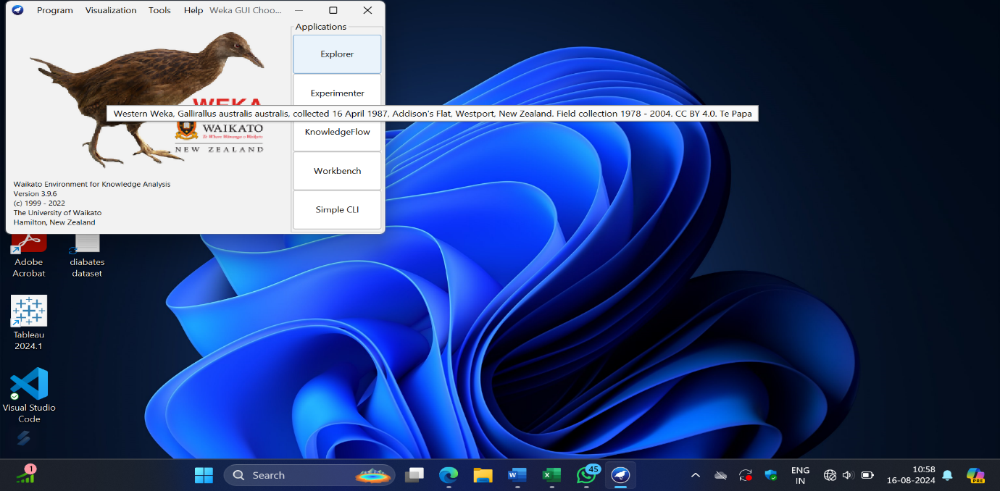 Program Visualization Tools Help Weka GUI Choo...
Applications
Explorer
Experimenter
WEKA
Western Weka, Gallirallus australis australis, collected 16 April 1987, Addison's Flat, Westport, New Zealand. Field collection 1978 - 2004. CC BY 4.0. Te Papa
WAIKATO
Te Whare Wānanga o Waikato
NEW ZEALAND
KnowledgeFlow
Workbench
Simple CLI
Waikato Environment for Knowledge Analysis
Version 3.9.6
(c) 1999 - 2022
The University of Waikato
Hamilton, New Zealand
Adobe
Acrobat
diabates
dataset
Tableau
2024.1
Visual Studio
Code
1
Search
45
ENG
IN
10:58
16-08-2024
PRE